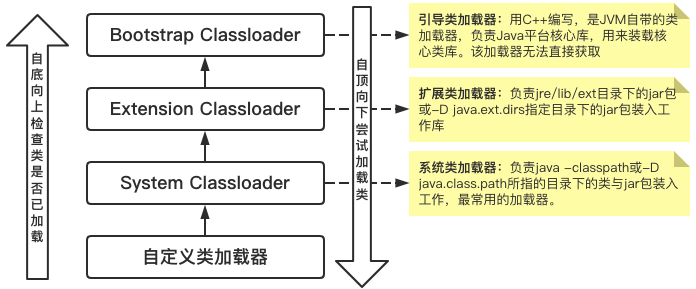 自底向上检查类是否已加载
Bootstrap Classloader
Extension Classloader
System Classloader
自定义类加载器
自顶向下尝试加载类
引导类加载器：用C++编写，是JVM自带的类
加载器，负责Java平台核心库，用来装载核
心类库。该加载器无法直接获取
扩展类加载器：负责jre/lib/ext目录下的jar包
或-D java.ext.dirs指定目录下的jar包装入工
作库
系统类加载器：负责java -classpath或-D
java.class.path所指的目录下的类与jar包装入
工作，最常用的加载器。